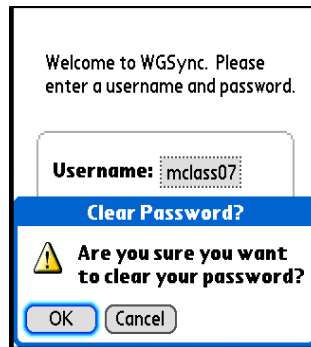 Welcome to WGSync. Please
enter a username and password.
Username: mclass07
Clear Password?
Are you sure you want
to clear your password?
OK Cancel